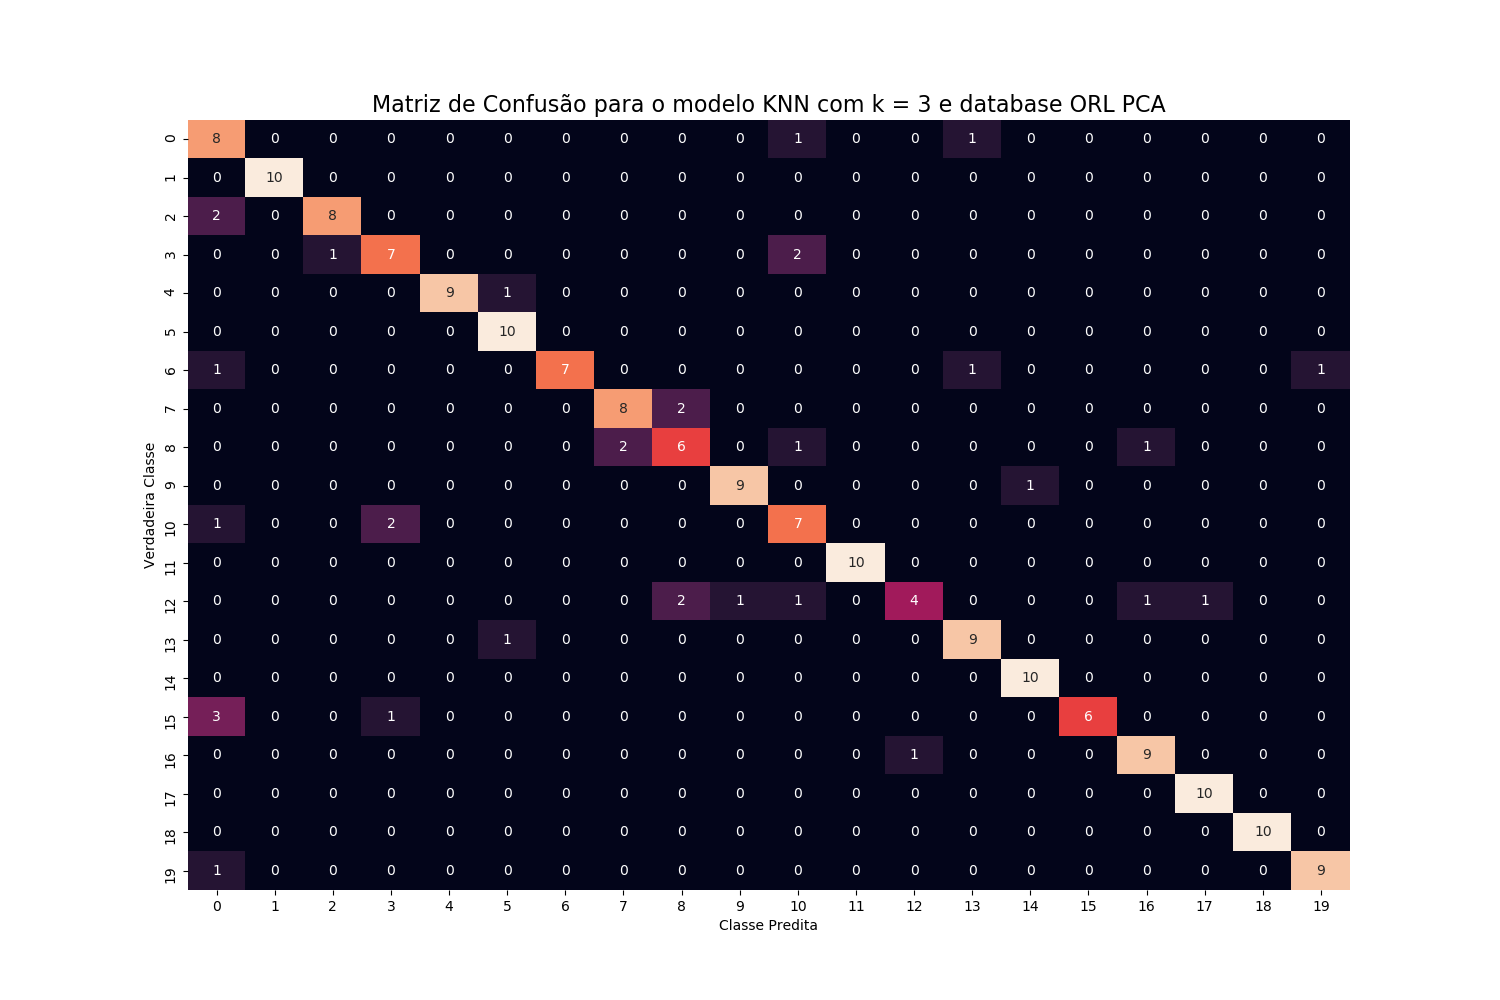 Matriz de Confusão para o modelo KNN com k = 3 e database ORL PCA
Verdadeira Classe
0 8 0 0 0 0 0 0 0 0 0 1 0 0 1 0 0 0 0 0 0
1 0 10 0 0 0 0 0 0 0 0 0 0 0 0 0 0 0 0 0 0
2 2 0 8 0 0 0 0 0 0 0 0 0 0 0 0 0 0 0 0 0
3 0 0 1 7 0 0 0 0 0 0 2 0 0 0 0 0 0 0 0 0
4 0 0 0 0 9 1 0 0 0 0 0 0 0 0 0 0 0 0 0 0
5 0 0 0 0 0 10 0 0 0 0 0 0 0 0 0 0 0 0 0 0
6 1 0 0 0 0 0 7 0 0 0 0 0 0 1 0 0 0 0 0 1
7 0 0 0 0 0 0 0 8 2 0 0 0 0 0 0 0 0 0 0 0
8 0 0 0 0 0 0 0 2 6 0 1 0 0 0 0 0 1 0 0 0
9 0 0 0 0 0 0 0 0 0 9 0 0 0 0 1 0 0 0 0 0
10 1 0 0 2 0 0 0 0 0 0 7 0 0 0 0 0 0 0 0 0
11 0 0 0 0 0 0 0 0 0 0 0 10 0 0 0 0 0 0 0 0
12 0 0 0 0 0 0 0 0 2 1 1 0 4 0 0 0 1 1 0 0
13 0 0 0 0 0 1 0 0 0 0 0 0 0 9 0 0 0 0 0 0
14 0 0 0 0 0 0 0 0 0 0 0 0 0 0 10 0 0 0 0 0
15 3 0 0 1 0 0 0 0 0 0 0 0 0 0 0 6 0 0 0 0
16 0 0 0 0 0 0 0 0 0 0 0 0 1 0 0 0 9 0 0 0
17 0 0 0 0 0 0 0 0 0 0 0 0 0 0 0 0 0 10 0 0
18 0 0 0 0 0 0 0 0 0 0 0 0 0 0 0 0 0 0 10 0
19 1 0 0 0 0 0 0 0 0 0 0 0 0 0 0 0 0 0 0 9
0 1 2 3 4 5 6 7 8 9 10 11 12 13 14 15 16 17 18 19
Classe Predita